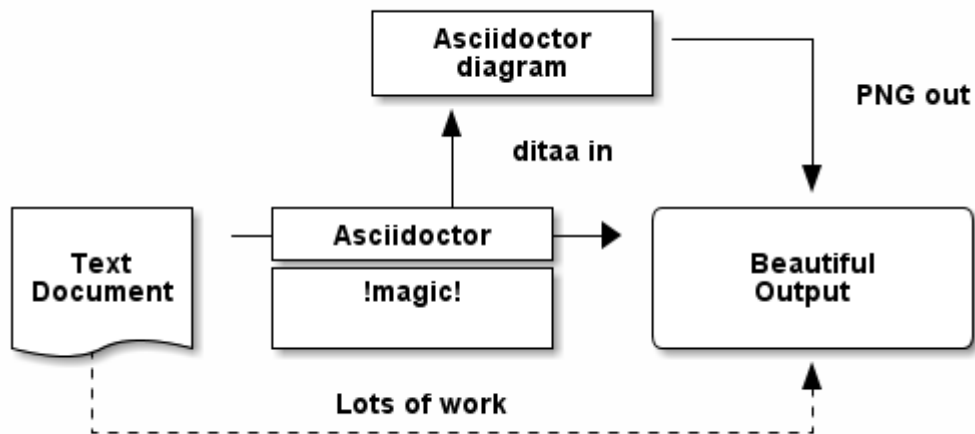 Asciidoctor
diagram
PNG out
ditaa in
Text
Document
Asciidoctor
!magic!
Beautiful
Output
Lots of work